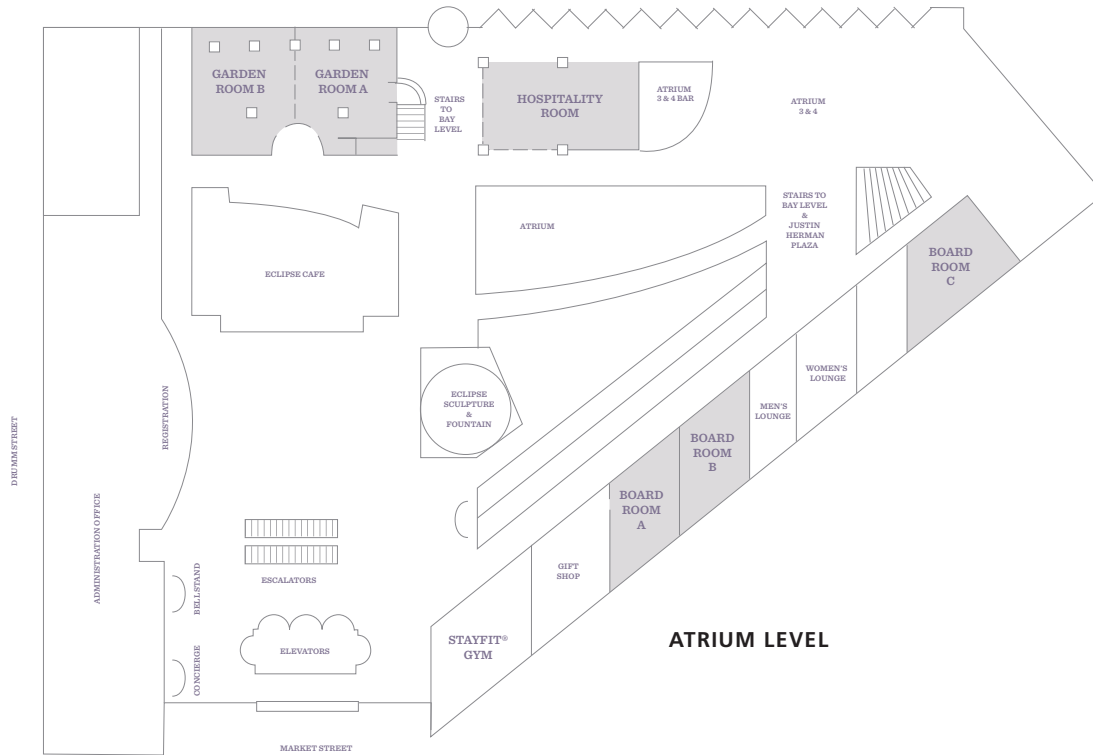 GARDEN
ROOM B
GARDEN
ROOM A
STAIRS
TO
BAY
LEVEL
HOSPITALITY
ROOM
ATRIUM
3 & 4 BAR
ATRIUM
3 & 4
ECLIPSE CAFE
ATRIUM
STAIRS TO
BAY LEVEL
&
JUSTIN
HERMAN
PLAZA
BOARD
ROOM
C
WOMEN'S
LOUNGE
MEN'S
LOUNGE
ECLIPSE
SCULPTURE
&
FOUNTAIN
BOARD
ROOM
B
BOARD
ROOM
A
REGISTRATION
DRUMM STREET
ADMINISTRATION OFFICE
ESCALATORS
GIFT
SHOP
BELLSTAND
STAYFIT®
GYM
ELEVATORS
CONCIERGE
MARKET STREET
ATRIUM LEVEL